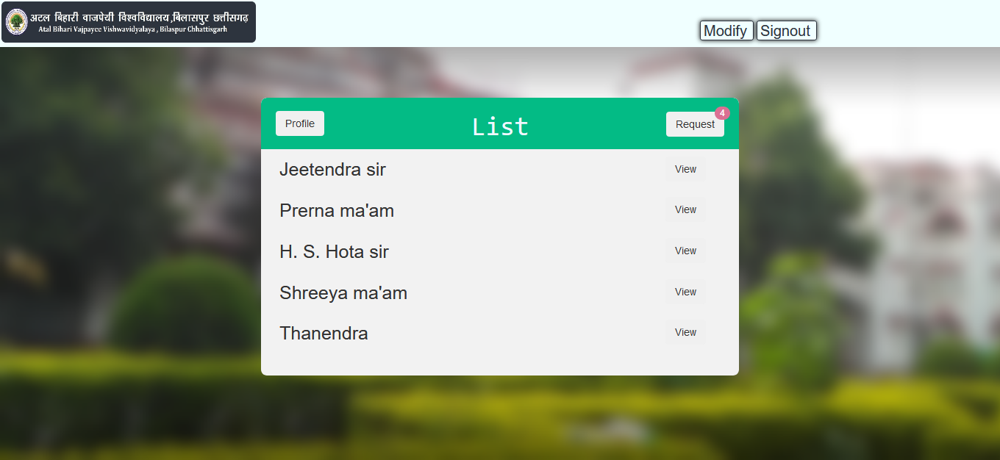 अटल बिहारी वाजपेयी विश्वविद्यालय,बिलासपुर छत्तीसगढ़
Atal Bihari Vajpayee Vishwavidyalaya , Bilaspur Chhattisgarh
Modify Signout
Profile List Request 4
Jeetendra sir View
Prerna ma'am View
H. S. Hota sir View
Shreeya ma'am View
Thanendra View